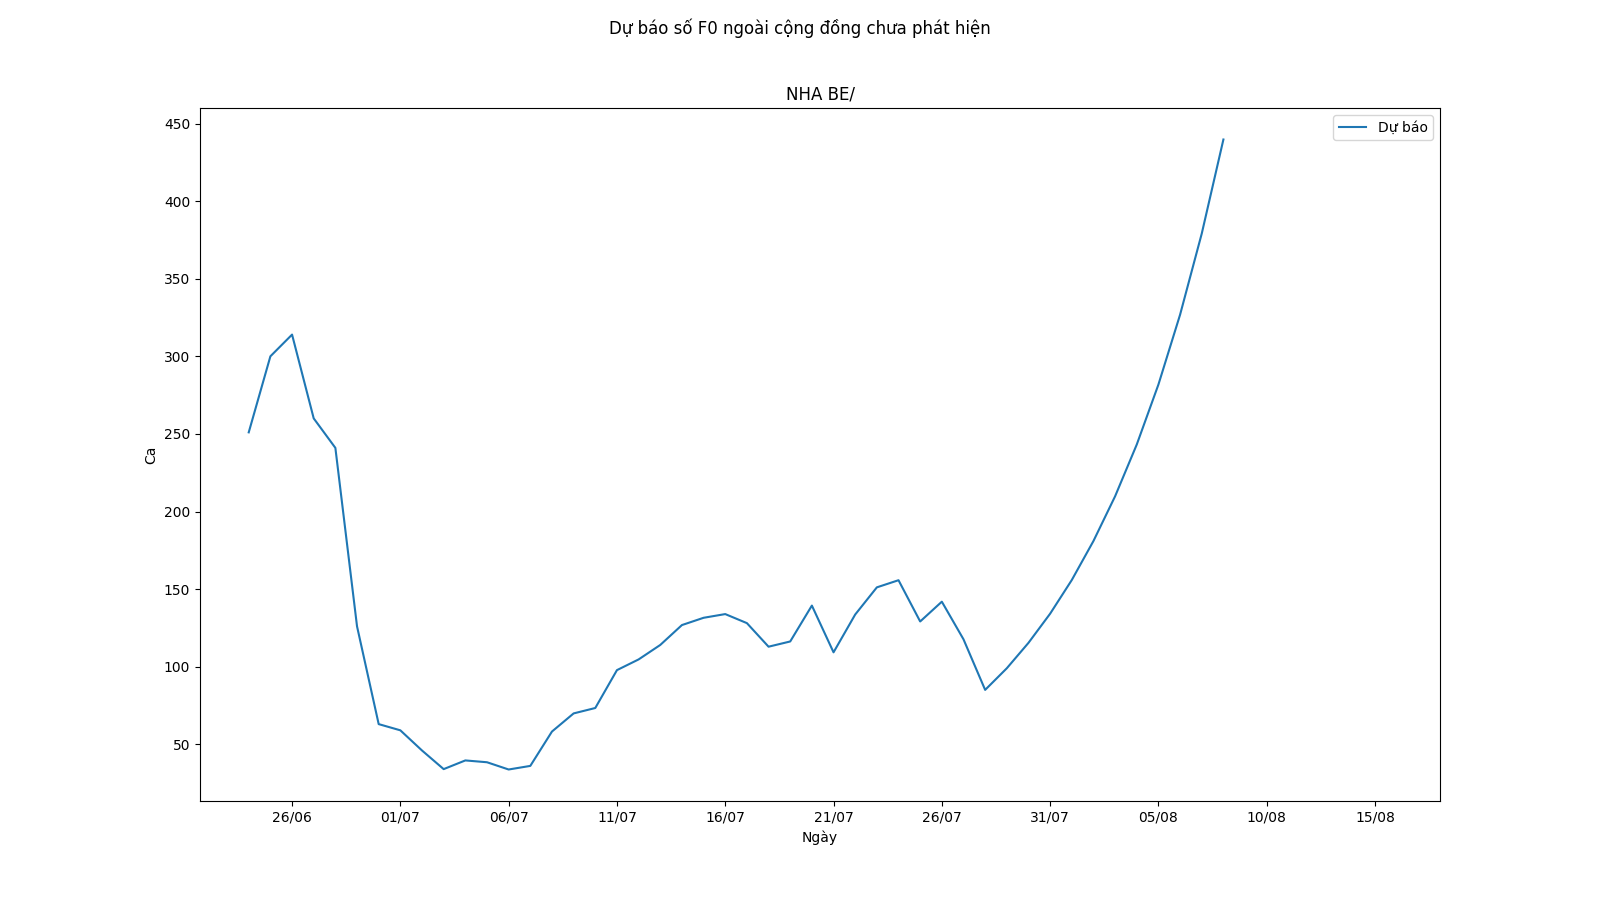 Dự báo số F0 ngoài cộng đồng chưa phát hiện
NHA BE/
Dự báo
450
400
350
300
250
200
150
100
50
Ca
26/06 01/07 06/07 11/07 16/07 21/07 26/07 31/07 05/08 10/08 15/08
Ngày